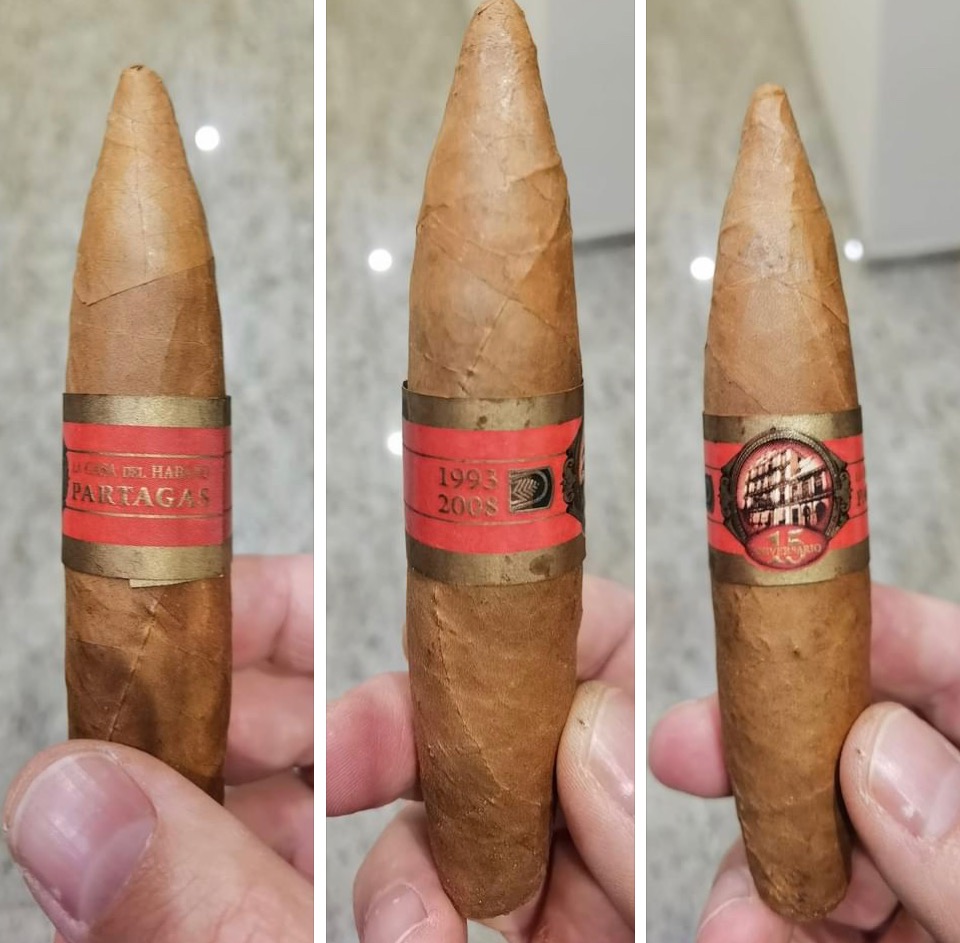 LA CASA DEL HABANO
PARTAGAS
1993
2008
15
ANIVERSARIO